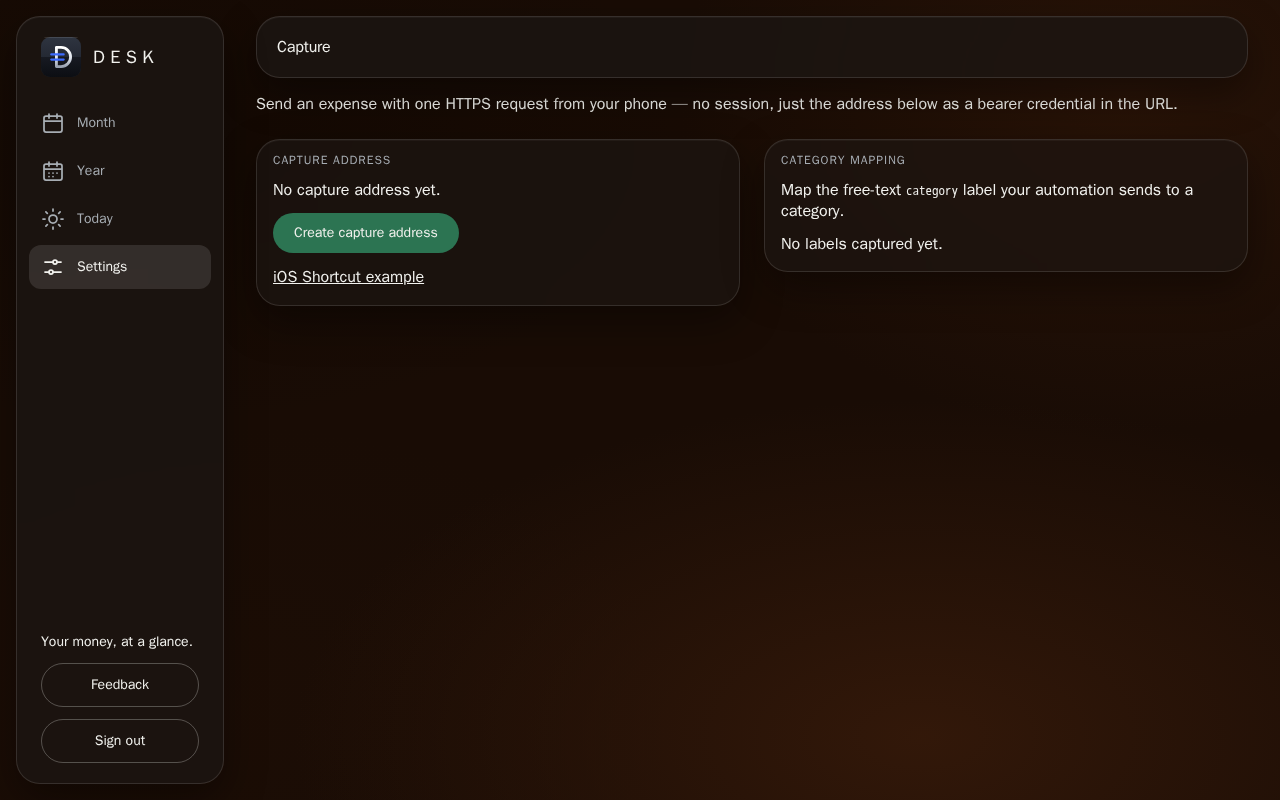 DESK
Month
Year
Today
Settings
Your money, at a glance.
Feedback
Sign out
Capture
Send an expense with one HTTPS request from your phone — no session, just the address below as a bearer credential in the URL.
CAPTURE ADDRESS
No capture address yet.
Create capture address
iOS Shortcut example
CATEGORY MAPPING
Map the free-text category label your automation sends to a
category.
No labels captured yet.